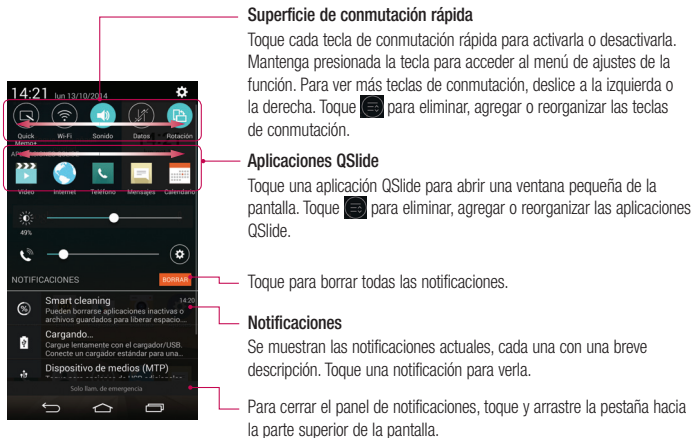 14:21 lun 13/10/2014
Quick Memo+
Wi-Fi
Sonido
Datos
Rotación
Vídeo
Internet
Teléfono
Mensajes
Calendario
49%
NOTIFICACIONES
BORRAR
Smart cleaning
14:20
Pueden borrarse aplicaciones inactivas o
archivos guardados para liberar espacio...
Cargando...
Cargue lentamente con el cargador/USB.
Conecte un cargador estándar para una...
Dispositivo de medios (MTP)
Solo llam. de emergencia
Superficie de conmutación rápida
Toque cada tecla de conmutación rápida para activarla o desactivarla.
Mantenga presionada la tecla para acceder al menú de ajustes de la
función. Para ver más teclas de conmutación, deslice a la izquierda o
la derecha. Toque para eliminar, agregar o reorganizar las teclas
de conmutación.
Aplicaciones QSlide
Toque una aplicación QSlide para abrir una ventana pequeña de la
pantalla. Toque para eliminar, agregar o reorganizar las aplicaciones
QSlide.
Toque para borrar todas las notificaciones.
Notificaciones
Se muestran las notificaciones actuales, cada una con una breve
descripción. Toque una notificación para verla.
Para cerrar el panel de notificaciones, toque y arrastre la pestaña hacia
la parte superior de la pantalla.